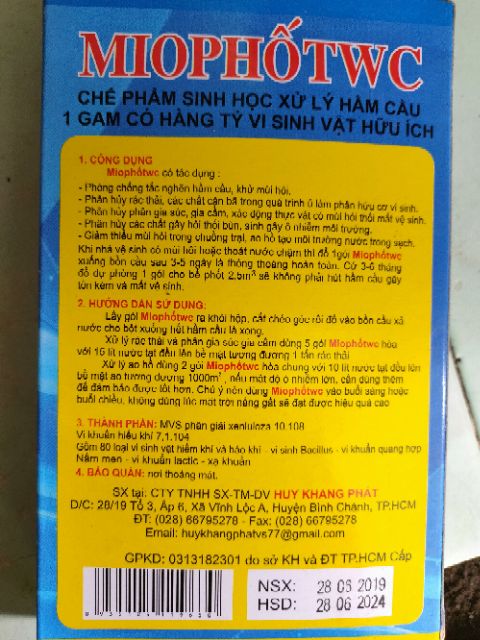 MIOPHỐTWC
CHẾ PHẨM SINH HỌC XỬ LÝ HẦM CẦU
1 GAM CÓ HÀNG TỶ VI SINH VẬT HỮU ÍCH
1. CÔNG DỤNG
Miophốtwc có tác dụng :
- Phòng chống tắc nghẽn hầm cầu, khử mùi hôi.
- Phân hủy rác thải, các chất cặn bã trong quá trình ủ làm phân hữu cơ vi sinh.
- Phân hủy phân gia súc, gia cầm, xác động thực vật có mùi hôi thối mất vệ sinh.
- Phân hủy các chất gây hôi thối bùn, sinh gây ô nhiễm môi trường.
- Giảm thiểu mùi hôi trong chuồng trại, ao hồ tạo môi trường nước trong sạch.
Khi nhà vệ sinh có mùi hôi hoặc thoát nước chậm thì đổ 1gói Miophốtwc
xuống bồn cầu sau 3-5 ngày là thông thoáng hoàn toàn. Cứ 3-6 tháng
đổ dự phòng 1 gói cho bể phốt 2,5m³ sẽ không phải hút hầm cầu gây
tốn kém và mất vệ sinh.
2. HƯỚNG DẪN SỬ DỤNG:
Lấy gói Miophốtwc ra khỏi hộp, cắt chéo góc rồi đổ vào bồn cầu xả
nước cho bột xuống hết hầm cầu là xong.
Xử lý rác thải và phân gia súc gia cầm dùng 5 gói Miophốtwc hòa
với 15 lít nước tạt đều lên bề mặt tương đương 1 tấn rác thải
Xử lý ao hồ dùng 2 gói Miophốtwc hòa chung với 10 lít nước tạt đều lên
bề mặt ao tương đương 1000m², nếu mật độ ô nhiễm lớn, cần dùng thêm
để đảm bảo được tốt hơn. Chú ý nên dùng Miophốtwc vào buổi sáng hoặc
buổi chiều, không dùng lúc mặt trời nắng gắt sẽ đạt được hiệu quả cao
3. THÀNH PHẦN: MVS phân giải xenluloza 10.108
Vi khuẩn hiếu khí 7,1.104
Gồm 80 loại vi sinh vật hiếm khí và háo khí - vi sinh Bacillus - vi khuẩn quang hợp
Nấm men - vi khuẩn lactic - xạ khuẩn
4. BẢO QUẢN: nơi thoáng mát.
SX tại: CTY TNHH SX-TM-DV HUY KHANG PHÁT
D/C: 28/19 Tổ 3, Ấp 6, Xã Vĩnh Lộc A, Huyện Bình Chánh, TP.HCM
ĐT: (028) 66795278 - Fax: (028) 66795278
Email: huykhangphatvs77@gmail.com
GPKD: 0313182301 do sở KH và ĐT TP.HCM Cấp
NSX: 28 06 2019
HSD: 28 06 2024